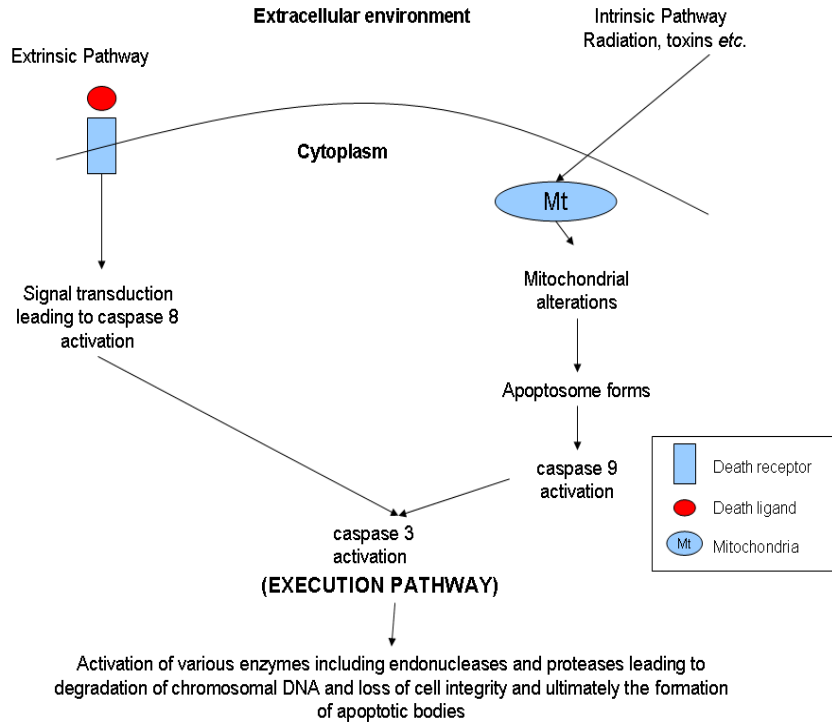 Extracellular environment
Intrinsic Pathway
Radiation, toxins etc.
Extrinsic Pathway
Cytoplasm
Mt
Signal transduction
leading to caspase 8
activation
Mitochondrial
alterations
Apoptosome forms
caspase 9
activation
Death receptor
Death ligand
Mt
Mitochondria
caspase 3
activation
(EXECUTION PATHWAY)
Activation of various enzymes including endonucleases and proteases leading to
degradation of chromosomal DNA and loss of cell integrity and ultimately the formation
of apoptotic bodies